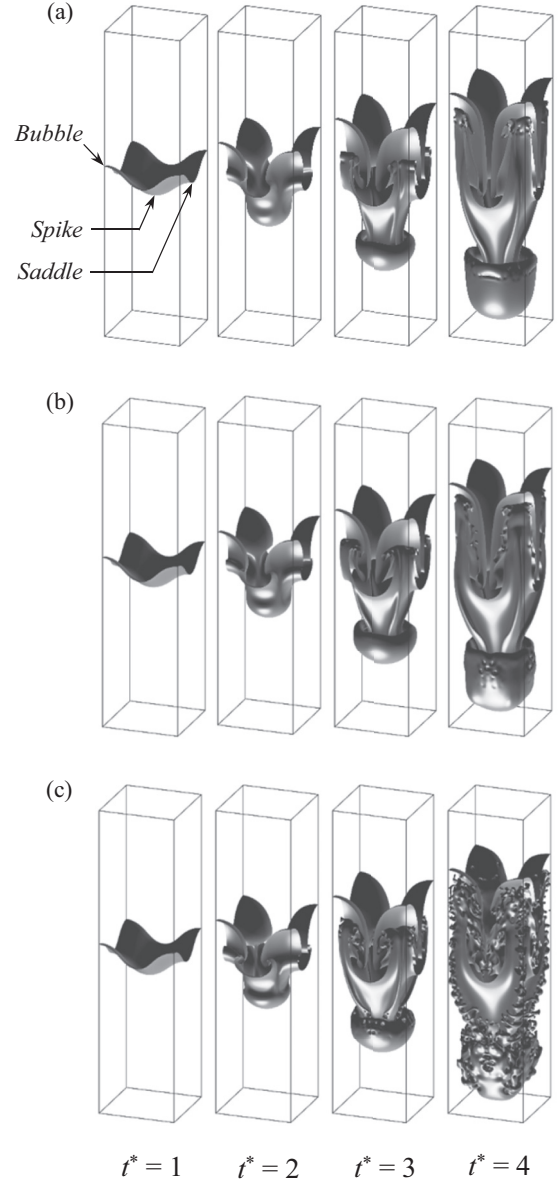 (a)
Bubble
Spike
Saddle
(b)
(c)
t* = 1 t* = 2 t* = 3 t* = 4